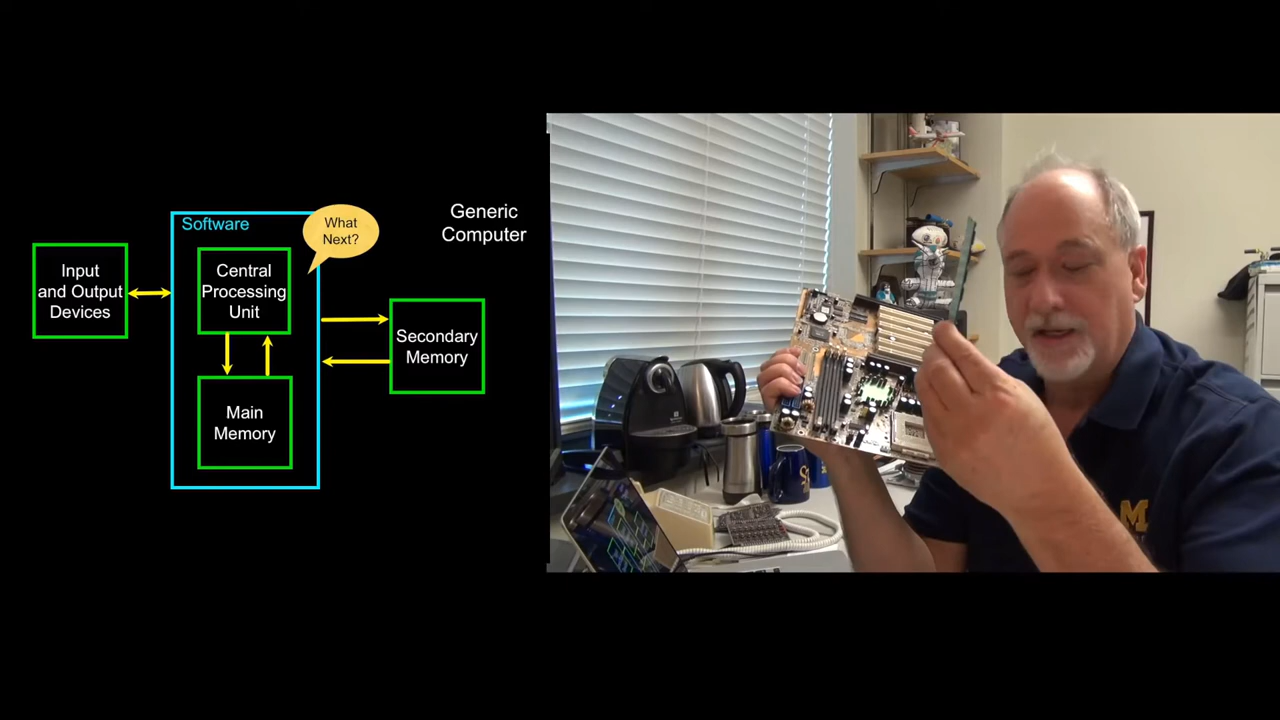 Software
What
Next?
Generic
Computer
Input
and Output
Devices
Central
Processing
Unit
Secondary
Memory
Main
Memory
M